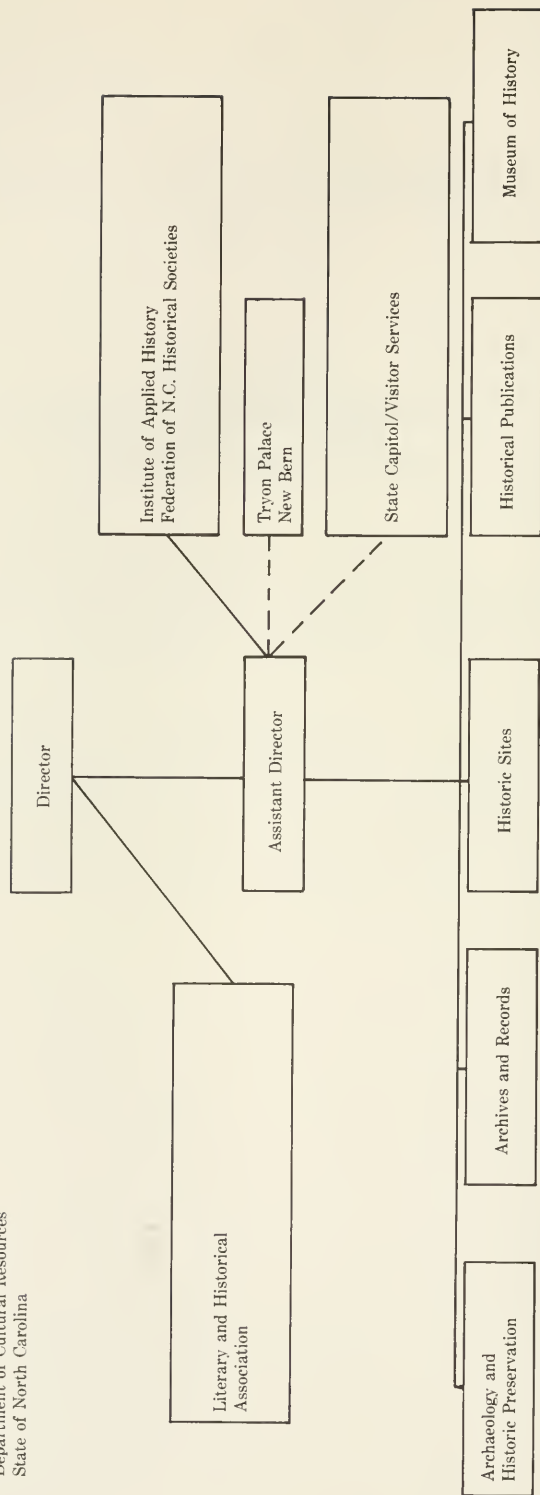 Department of Cultural Resources
State of North Carolina
Director
Literary and Historical
Association
Assistant Director
Institute of Applied History
Federation of N.C. Historical Societies
Tryon Palace
New Bern
State Capitol/Visitor Services
Archaeology and
Historic Preservation
Archives and Records
Historic Sites
Historical Publications
Museum of History